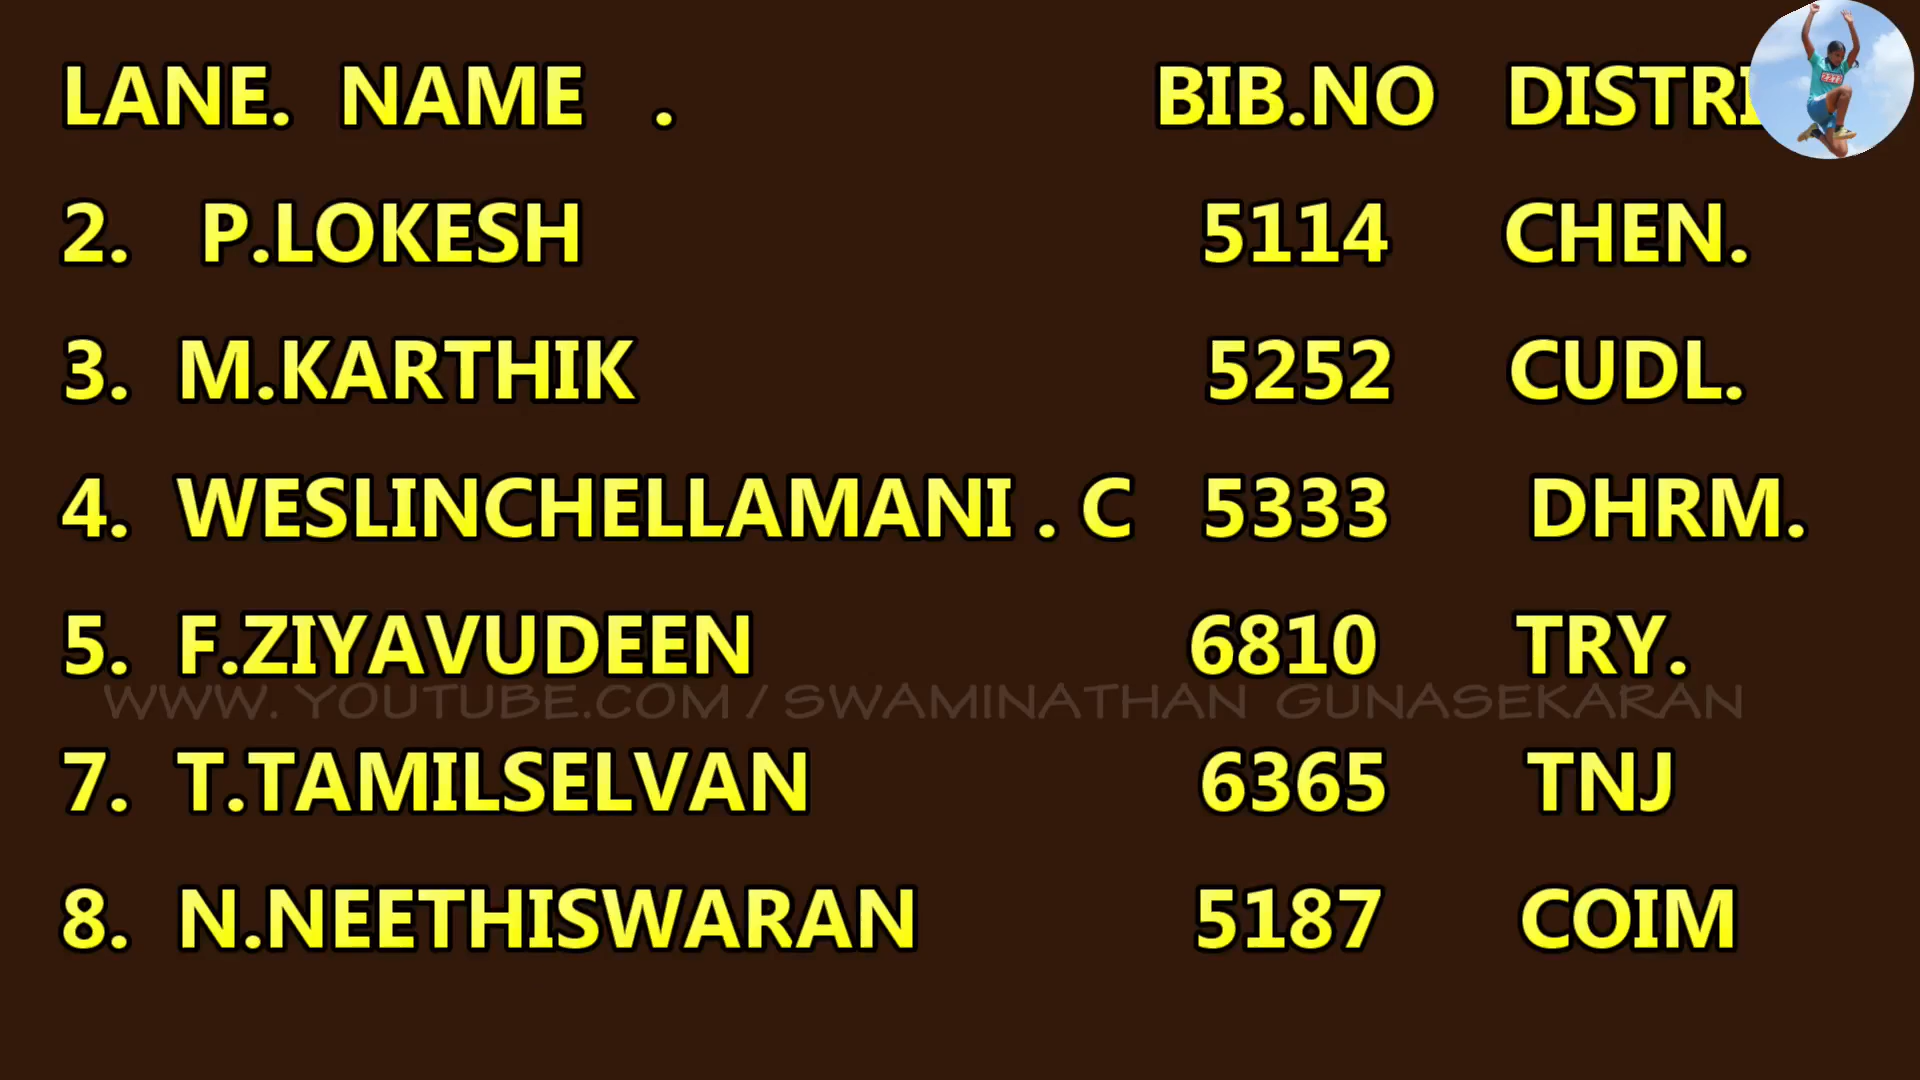 LANE. NAME . BIB.NO DISTRI
2. P.LOKESH 5114 CHEN.
3. M.KARTHIK 5252 CUDL.
4. WESLINCHELLAMANI . C 5333 DHRM.
5. F.ZIYAVUDEEN 6810 TRY.
WWW. YOUTUBE.COM / SWAMINATHAN GUNASEKARAN
7. T.TAMILSELVAN 6365 TNJ
8. N.NEETHISWARAN 5187 COIM